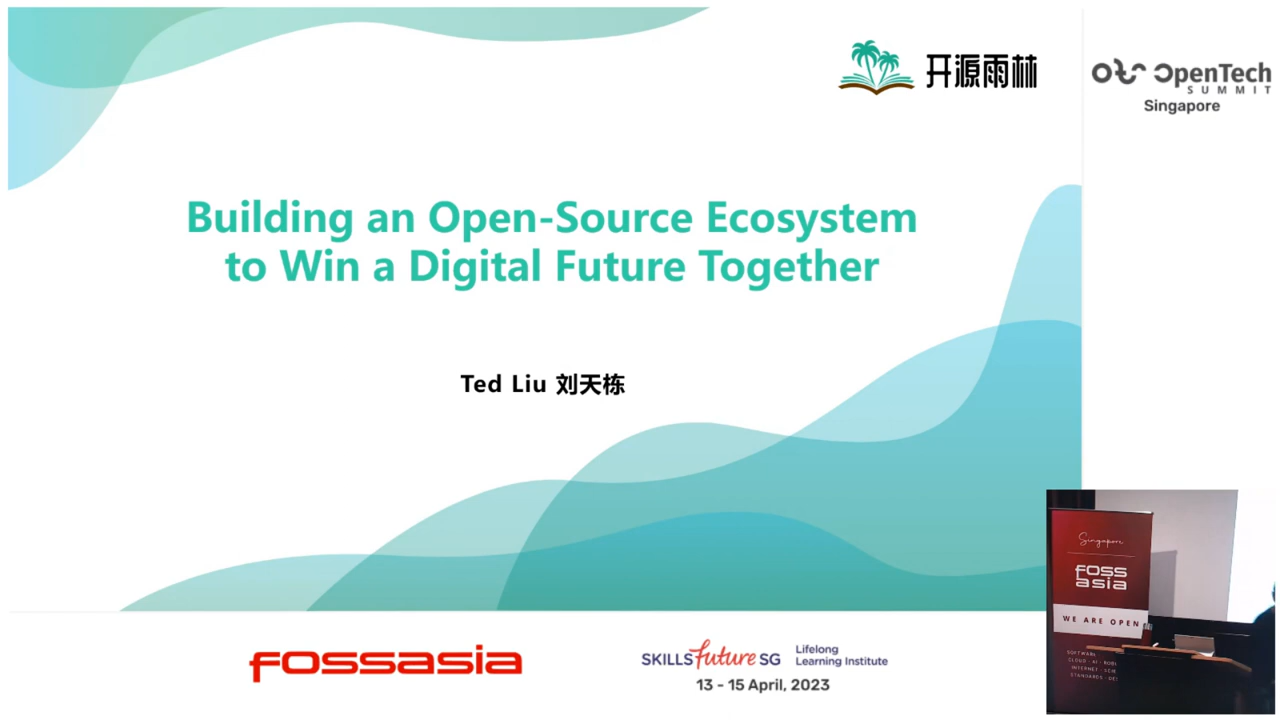 开源雨林
OpenTech
SUMMIT
Singapore
Building an Open-Source Ecosystem
to Win a Digital Future Together
Ted Liu 刘天栋
Singapore
FOSS
asia
WE ARE OPEN
fossasia
SKILLSfuture SG
Lifelong
Learning Institute
13 - 15 April, 2023